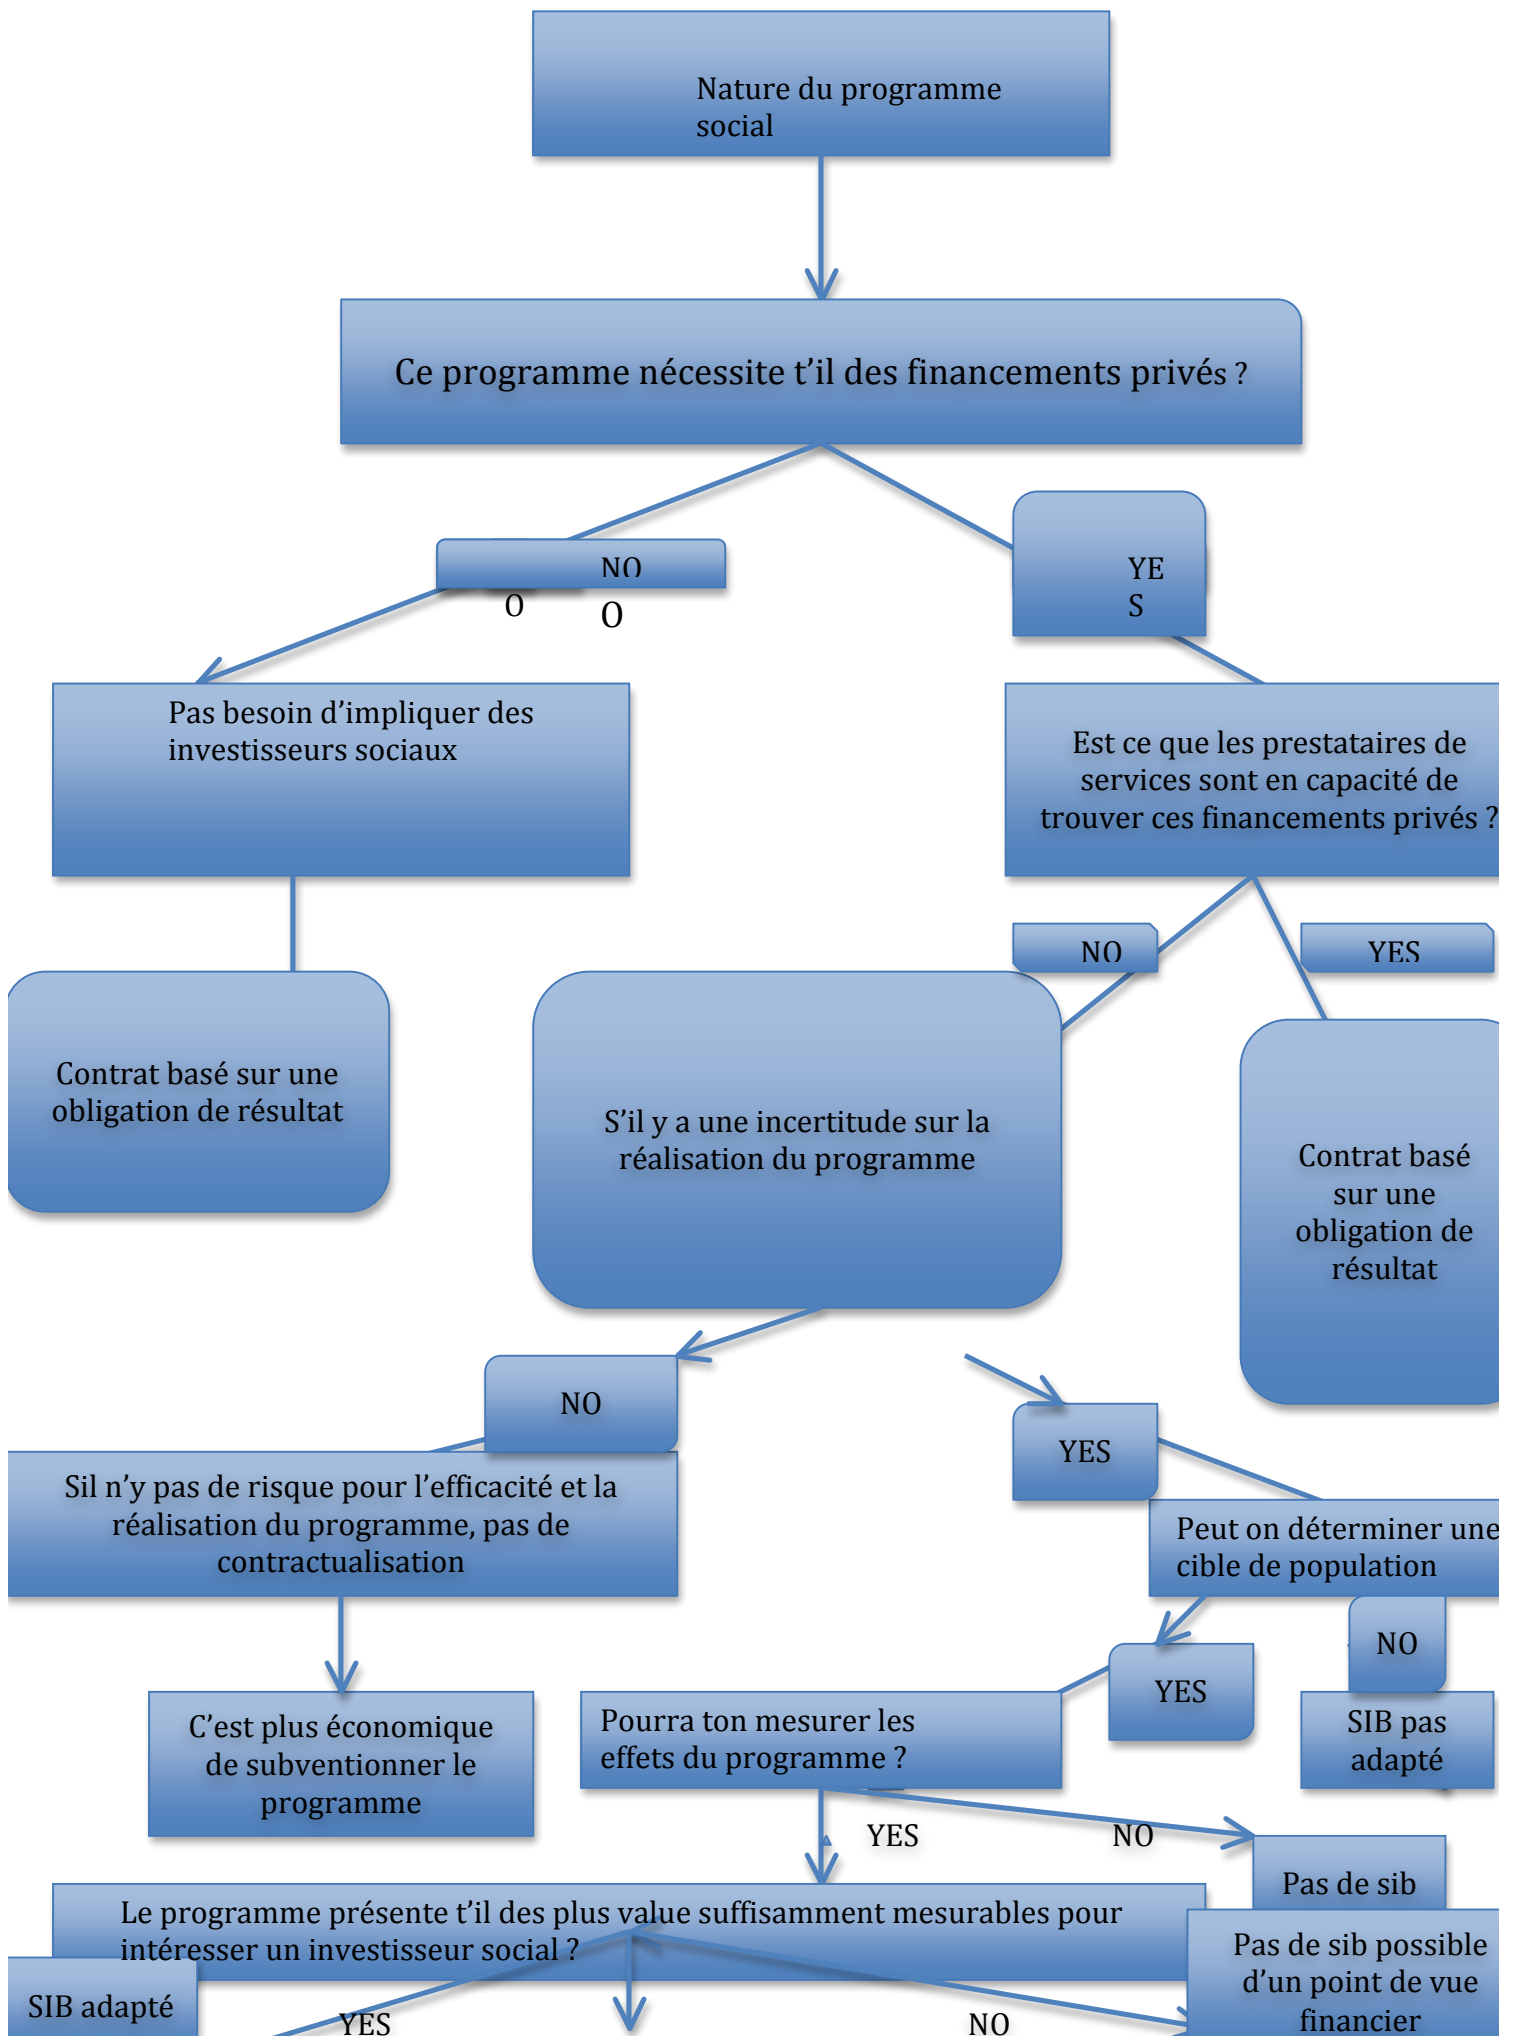 Nature du programme
social
Ce programme nécessite t’il des financements privés ?
NO
O
O
YE
S
Pas besoin d’impliquer des
investisseurs sociaux
Est ce que les prestataires de
services sont en capacité de
trouver ces financements privés ?
NO
YES
Contrat basé sur une
obligation de résultat
S’il y a une incertitude sur la
réalisation du programme
Contrat basé
sur une
obligation de
résultat
NO
YES
Sil n’y pas de risque pour l’efficacité et la
réalisation du programme, pas de
contractualisation
Peut on déterminer une
cible de population
NO
YES
C’est plus économique
de subventionner le
programme
Pourra ton mesurer les
effets du programme ?
SIB pas
adapté
YES
NO
Pas de sib
Le programme présente t’il des plus value suffisamment mesurables pour
intéresser un investisseur social ?
Pas de sib possible
d’un point de vue
financier
SIB adapté
YES
NO